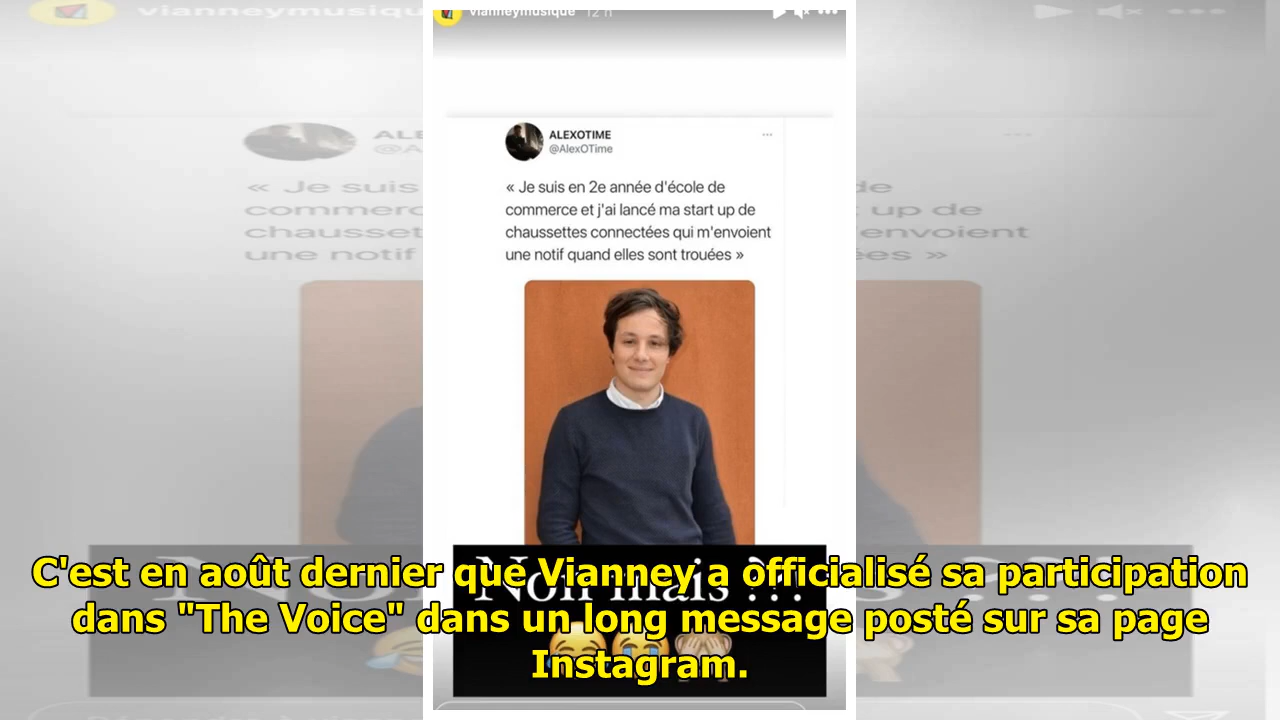 vianneymusique 12 h
ALEXOTIME
@AlexOTime
« Je suis en 2e année d'école de
commerce et j'ai lancé ma start up de
chaussettes connectées qui m'envoient
une notif quand elles sont trouées »
Non mais ???
C'est en août dernier que Vianney a officialisé sa participation
dans "The Voice" dans un long message posté sur sa page
Instagram.